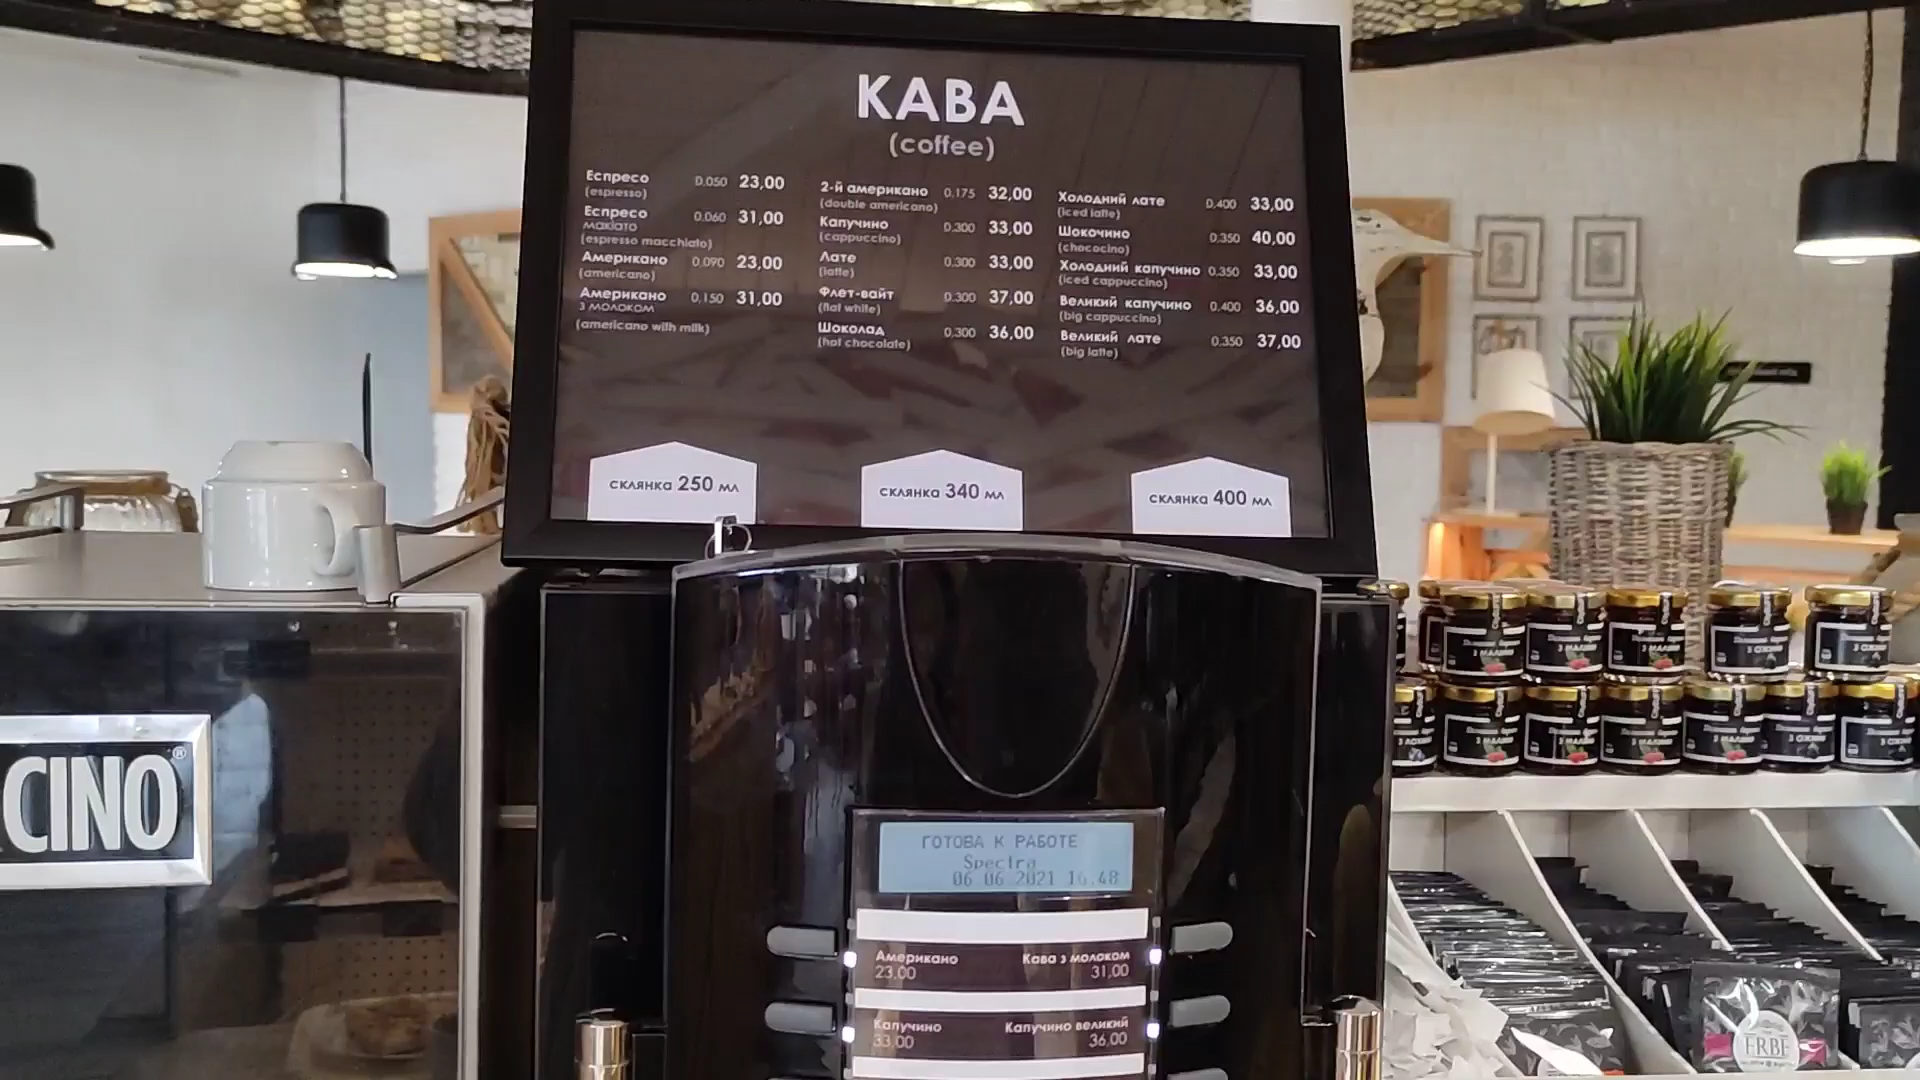 КАВА
(coffee)
Еспресо 0,050 23,00
(espresso)
Еспресо 0,060 31,00
макіато
(espresso macchiato)
Американо 0,090 23,00
(americano)
Американо 0,150 31,00
з молоком
(americano with milk)
2-й американо 0,175 32,00
(double americano)
Капучино 0,300 33,00
(cappuccino)
Лате 0,300 33,00
(latte)
Флет-вайт 0,300 37,00
(flat white)
Шоколад 0,300 36,00
(hot chocolate)
Холодний лате 0,400 33,00
(iced latte)
Шокочино 0,350 40,00
(chococino)
Холодний капучино 0,350 33,00
(iced cappuccino)
Великий капучино 0,400 36,00
(big cappuccino)
Великий лате 0,350 37,00
(big latte)
склянка 250 мл
склянка 340 мл
склянка 400 мл
CINO®
ГОТОВА К РАБОТЕ
Spectra
06 06 2021 16:48
Американо Кава з молоком
23,00 31,00
Капучино Капучино великий
33,00 36,00
З МАЛИНИ
З МАЛИНИ
ERBE